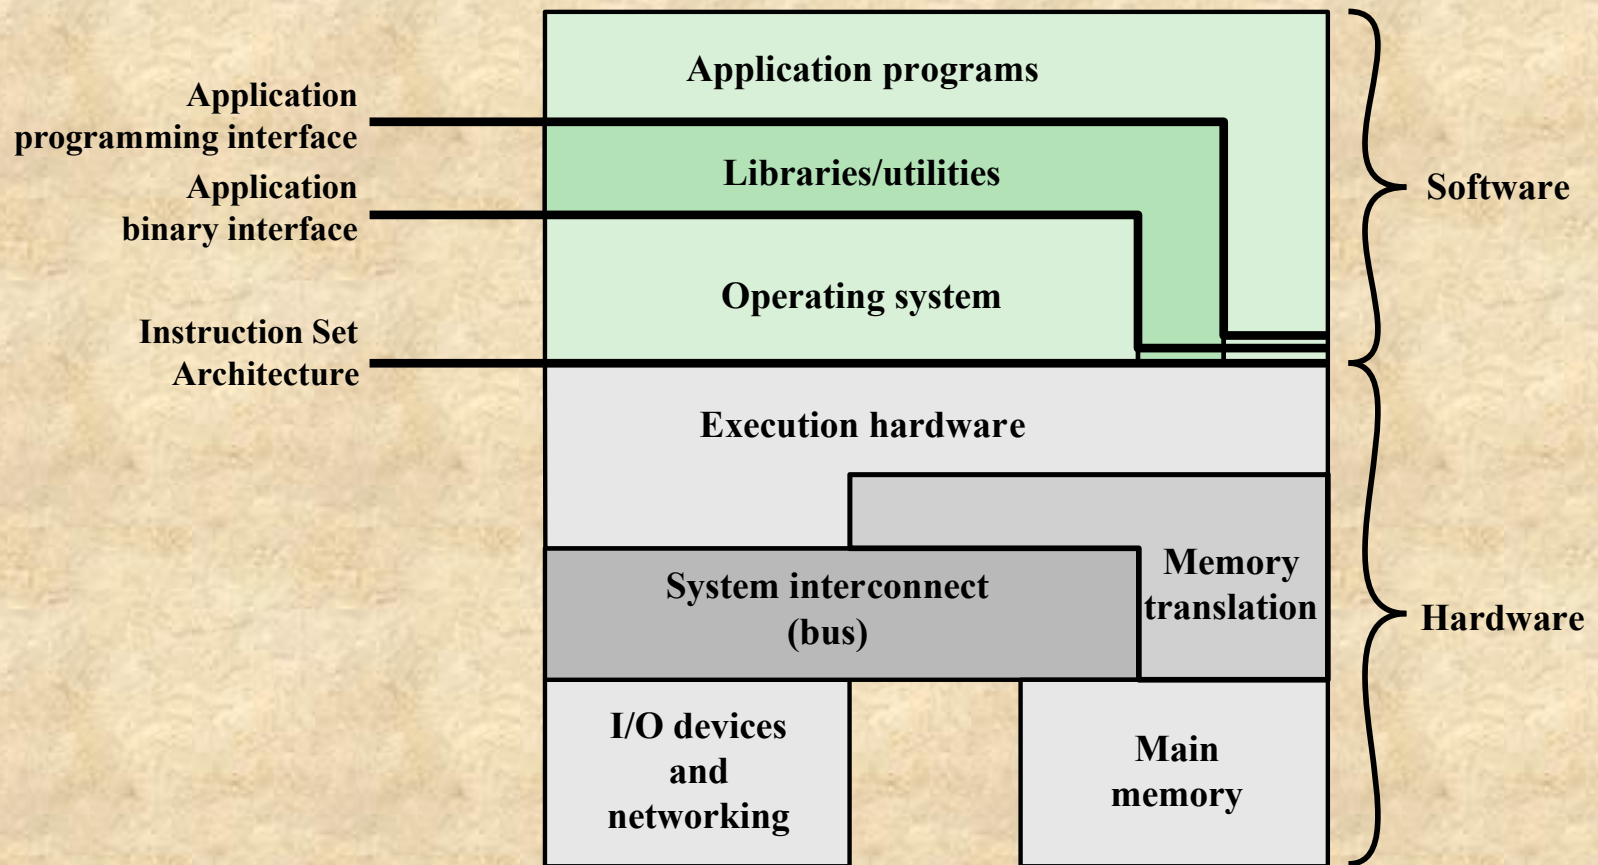 Application programs
Application
programming interface
Libraries/utilities
Software
Application
binary interface
Operating system
Instruction Set
Architecture
Execution hardware
Memory
translation
System interconnect
(bus)
Hardware
I/O devices
and
networking
Main
memory